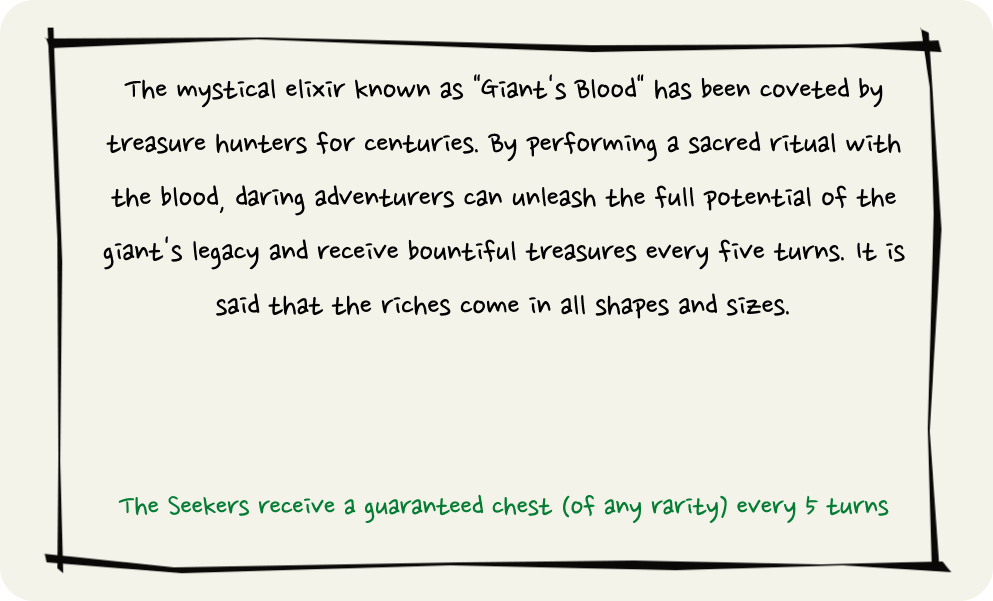 The mystical elixir known as "Giant's Blood" has been coveted by
treasure hunters for centuries. By performing a sacred ritual with
the blood, daring adventurers can unleash the full potential of the
giant's legacy and receive bountiful treasures every five turns. It is
said that the riches come in all shapes and sizes.
The Seekers receive a guaranteed chest (of any rarity) every 5 turns